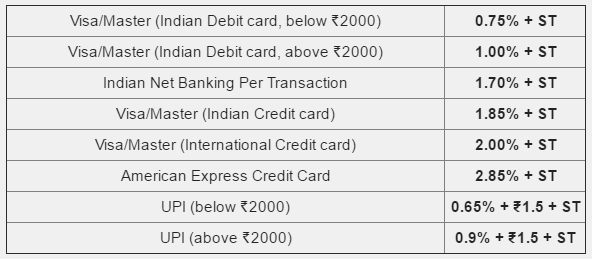 Visa/Master (Indian Debit card, below ₹2000) 0.75% + ST
Visa/Master (Indian Debit card, above ₹2000) 1.00% + ST
Indian Net Banking Per Transaction 1.70% + ST
Visa/Master (Indian Credit card) 1.85% + ST
Visa/Master (International Credit card) 2.00% + ST
American Express Credit Card 2.85% + ST
UPI (below ₹2000) 0.65% + ₹1.5 + ST
UPI (above ₹2000) 0.9% + ₹1.5 + ST